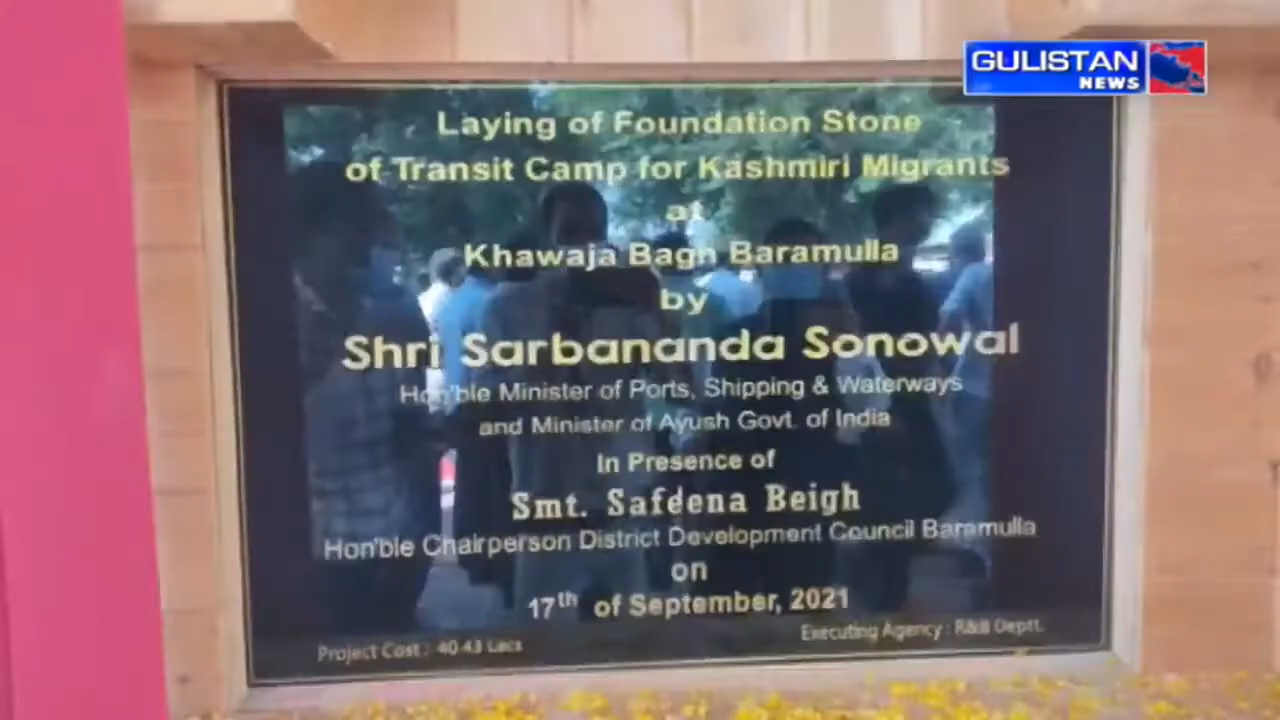 GULISTAN
NEWS
Laying of Foundation Stone
of Transit Camp for Kashmiri Migrants
at
Khawaja Bagh Baramulla
by
Shri Sarbananda Sonowal
Hon'ble Minister of Ports, Shipping & Waterways
and Minister of Ayush Govt. of India
In Presence of
Smt. Safeena Beigh
Hon'ble Chairperson District Development Council Baramulla
on
17th of September, 2021
Executing Agency : R&B Deptt.
Project Cost : 40.43 Lacs